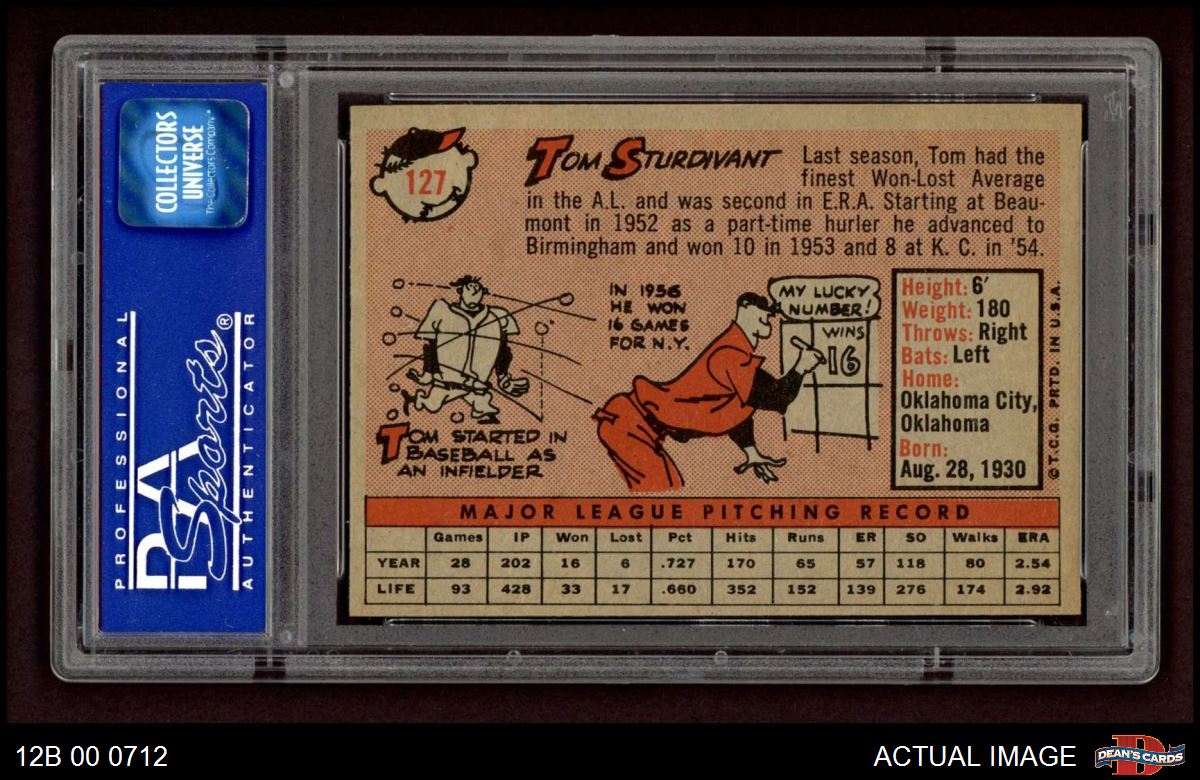 COLLECTORS
UNIVERSE
The Collectors Company™
PROFESSIONAL
PSA
Sports®
AUTHENTICATOR
127
TOM STURDIVANT
Last season, Tom had the
finest Won-Lost Average
in the A.L. and was second in E.R.A. Starting at Beau-
mont in 1952 as a part-time hurler he advanced to
Birmingham and won 10 in 1953 and 8 at K. C. in '54.
TOM STARTED IN
BASEBALL AS
AN INFIELDER
IN 1956
HE WON
16 GAMES
FOR N.Y.
MY LUCKY
NUMBER!
WINS
16
Height: 6'
Weight: 180
Throws: Right
Bats: Left
Home:
Oklahoma City,
Oklahoma
Born:
Aug. 28, 1930
© T.C.G. PRTD. IN U.S.A.
MAJOR LEAGUE PITCHING RECORD
Games IP Won Lost Pct Hits Runs ER SO Walks ERA
YEAR 28 202 16 6 .727 170 65 57 118 80 2.54
LIFE 93 428 33 17 .660 352 152 139 276 174 2.92
12B 00 0712
ACTUAL IMAGE
DEAN'S CARDS